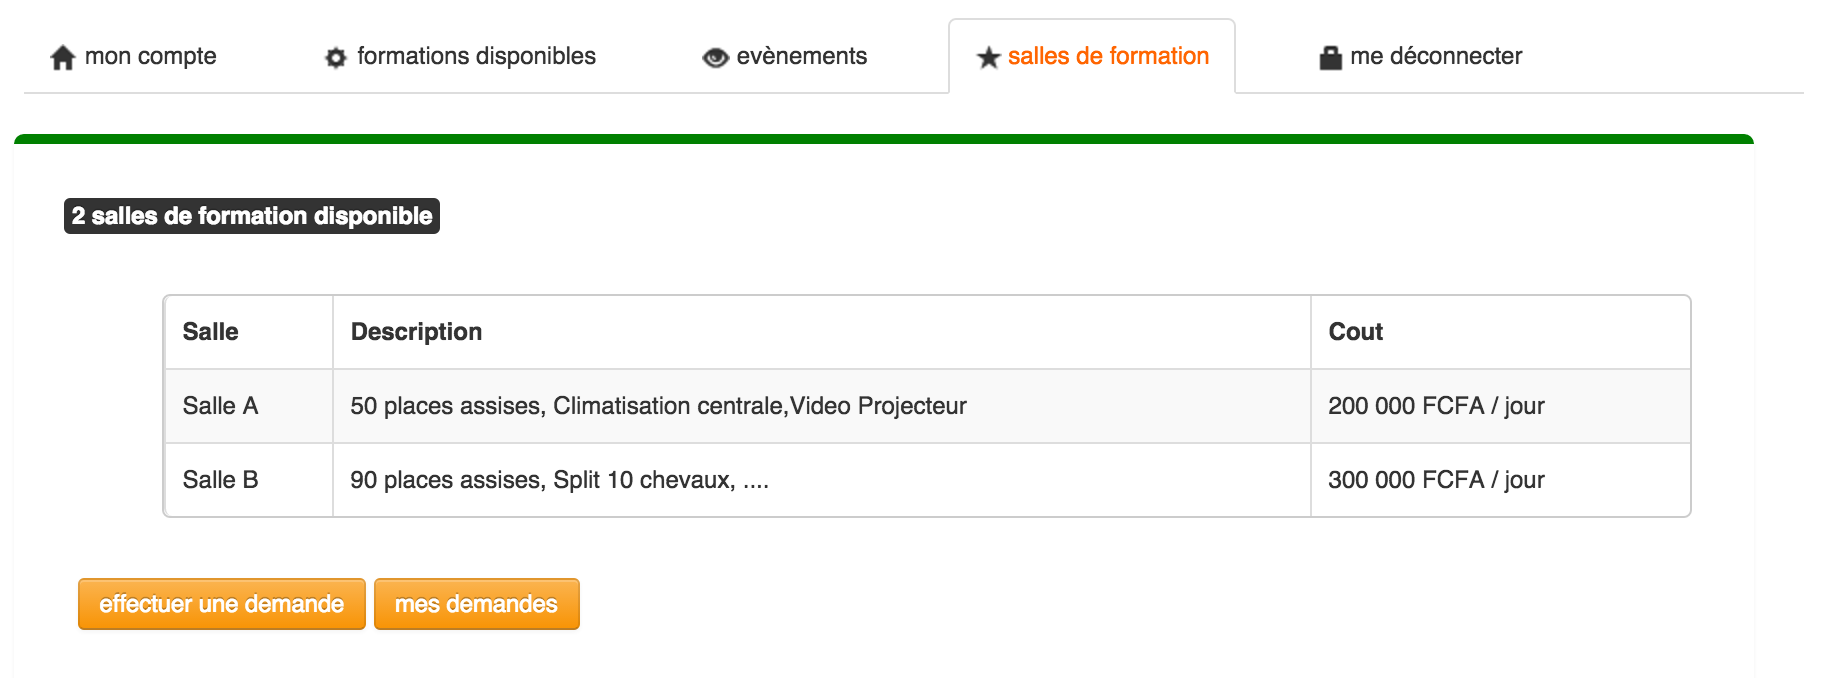 mon compte formations disponibles evènements salles de formation me déconnecter
2 salles de formation disponible
Salle Description Cout
Salle A 50 places assises, Climatisation centrale,Video Projecteur 200 000 FCFA / jour
Salle B 90 places assises, Split 10 chevaux, .... 300 000 FCFA / jour
effectuer une demande mes demandes